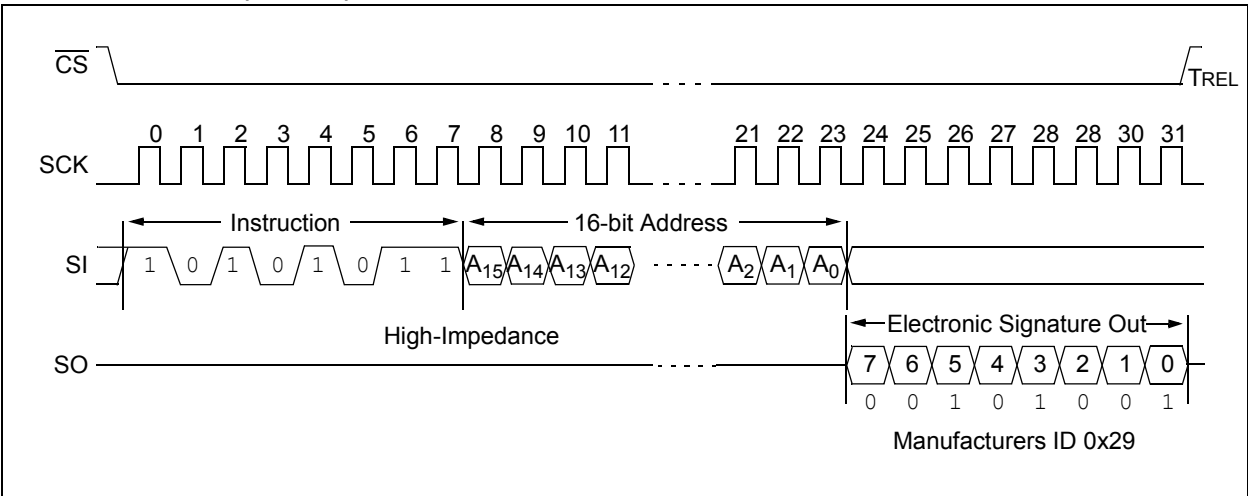 CS
TREL
0 1 2 3 4 5 6 7 8 9 10 11 21 22 23 24 25 26 27 28 28 30 31
SCK
Instruction 16-bit Address
SI 1 0 1 0 1 0 1 1 A15 A14 A13 A12 A2 A1 A0
High-Impedance
Electronic Signature Out
SO 7 6 5 4 3 2 1 0
0 0 1 0 1 0 0 1
Manufacturers ID 0x29